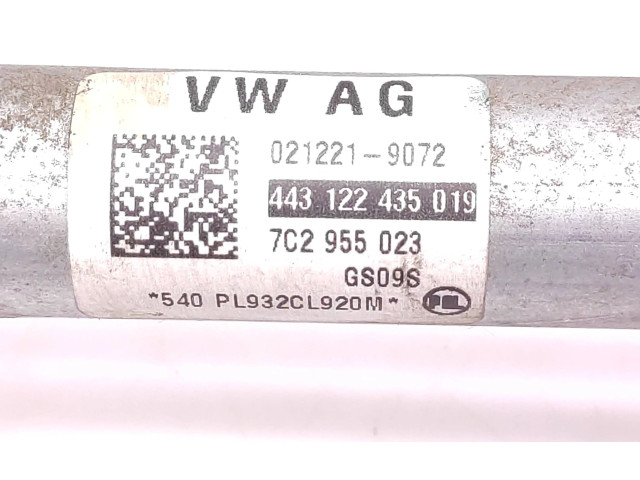 VW AG
021221-9072
443 122 435 019
7C2 955 023
GS09S
*540 PL932CL920M*